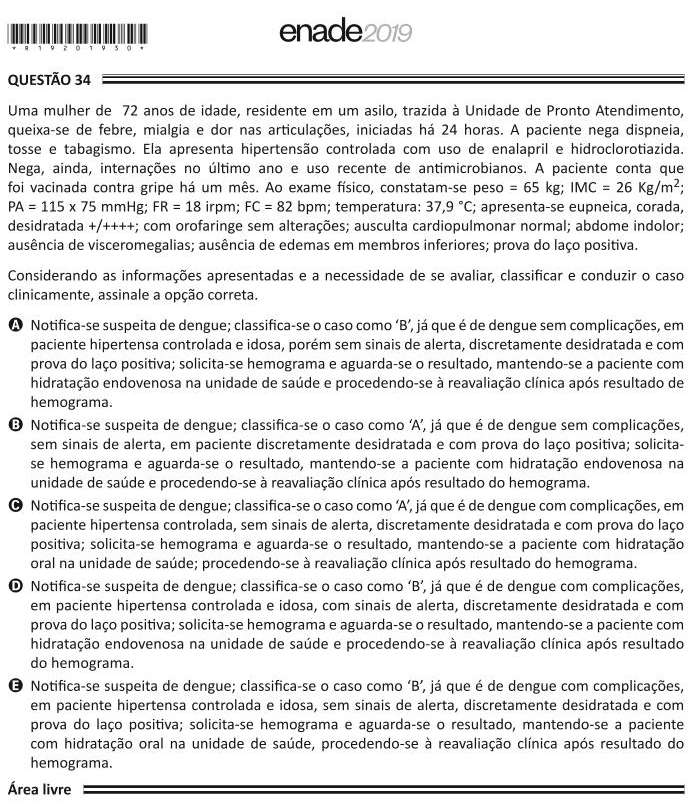 *R19201930*
enade2019
QUESTÃO 34
Uma mulher de 72 anos de idade, residente em um asilo, trazida à Unidade de Pronto Atendimento,
queixa-se de febre, mialgia e dor nas articulações, iniciadas há 24 horas. A paciente nega dispneia,
tosse e tabagismo. Ela apresenta hipertensão controlada com uso de enalapril e hidroclorotiazida.
Nega, ainda, internações no último ano e uso recente de antimicrobianos. A paciente conta que
foi vacinada contra gripe há um mês. Ao exame físico, constatam-se peso = 65 kg; IMC = 26 Kg/m²;
PA = 115 x 75 mmHg; FR = 18 irpm; FC = 82 bpm; temperatura: 37,9 °C; apresenta-se eupneica, corada,
desidratada +/++++; com orofaringe sem alterações; ausculta cardiopulmonar normal; abdome indolor;
ausência de visceromegalias; ausência de edemas em membros inferiores; prova do laço positiva.
Considerando as informações apresentadas e a necessidade de se avaliar, classificar e conduzir o caso
clinicamente, assinale a opção correta.
A Notifica-se suspeita de dengue; classifica-se o caso como ‘B’, já que é de dengue sem complicações, em
paciente hipertensa controlada e idosa, porém sem sinais de alerta, discretamente desidratada e com
prova do laço positiva; solicita-se hemograma e aguarda-se o resultado, mantendo-se a paciente com
hidratação endovenosa na unidade de saúde e procedendo-se à reavaliação clínica após resultado de
hemograma.
B Notifica-se suspeita de dengue; classifica-se o caso como ‘A’, já que é de dengue sem complicações,
sem sinais de alerta, em paciente discretamente desidratada e com prova do laço positiva; solicita-
se hemograma e aguarda-se o resultado, mantendo-se a paciente com hidratação endovenosa na
unidade de saúde e procedendo-se à reavaliação clínica após resultado do hemograma.
C Notifica-se suspeita de dengue; classifica-se o caso como ‘A’, já que é de dengue com complicações, em
paciente hipertensa controlada, sem sinais de alerta, discretamente desidratada e com prova do laço
positiva; solicita-se hemograma e aguarda-se o resultado, mantendo-se a paciente com hidratação
oral na unidade de saúde; procedendo-se à reavaliação clínica após resultado do hemograma.
D Notifica-se suspeita de dengue; classifica-se o caso como ‘B’, já que é de dengue com complicações,
em paciente hipertensa controlada e idosa, com sinais de alerta, discretamente desidratada e com
prova do laço positiva; solicita-se hemograma e aguarda-se o resultado, mantendo-se a paciente com
hidratação endovenosa na unidade de saúde e procedendo-se à reavaliação clínica após resultado
do hemograma.
E Notifica-se suspeita de dengue; classifica-se o caso como ‘B’, já que é de dengue com complicações,
em paciente hipertensa controlada e idosa, sem sinais de alerta, discretamente desidratada e com
prova do laço positiva; solicita-se hemograma e aguarda-se o resultado, mantendo-se a paciente
com hidratação oral na unidade de saúde, procedendo-se à reavaliação clínica após resultado do
hemograma.
Área livre